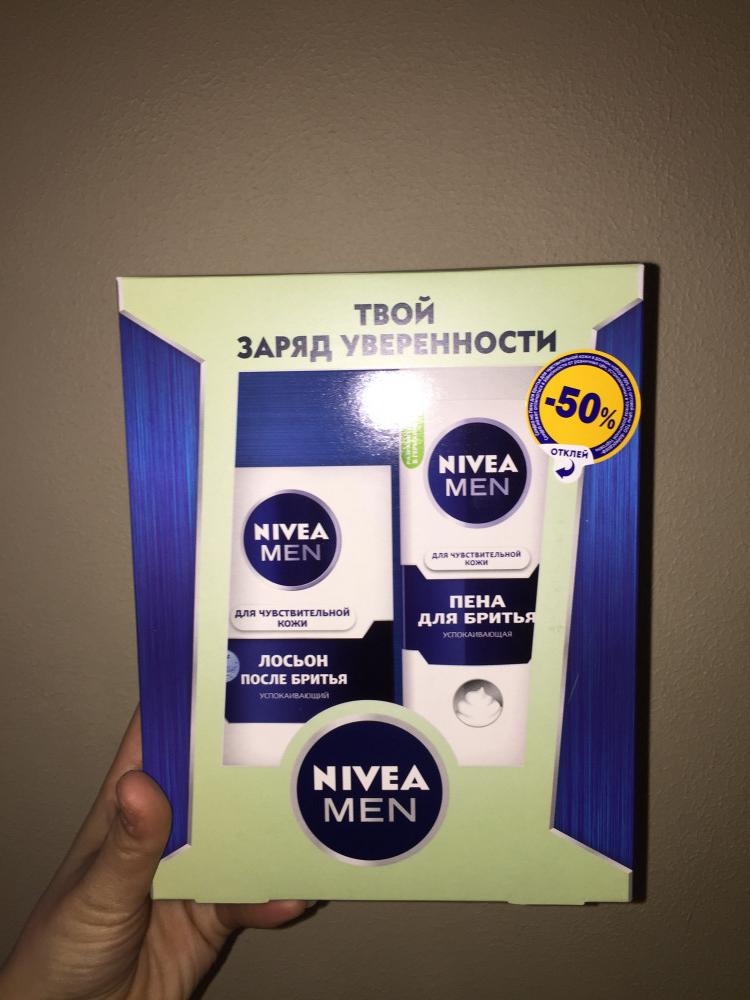 ТВОЙ
ЗАРЯД УВЕРЕННОСТИ
-50%
ОТКЛЕЙ
NIVEA
MEN
ДЛЯ ЧУВСТВИТЕЛЬНОЙ
КОЖИ
ПЕНА
ДЛЯ БРИТЬЯ
УСПОКАИВАЮЩАЯ
NIVEA
MEN
ДЛЯ ЧУВСТВИТЕЛЬНОЙ
КОЖИ
ЛОСЬОН
ПОСЛЕ БРИТЬЯ
УСПОКАИВАЮЩИЙ
NIVEA
MEN